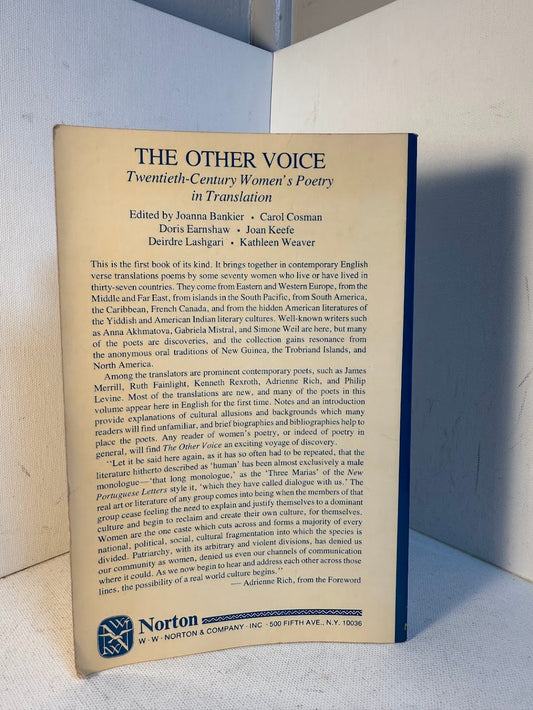 THE OTHER VOICE
Twentieth-Century Women's Poetry
in Translation
Edited by Joanna Bankier • Carol Cosman
Doris Earnshaw • Joan Keefe
Deirdre Lashgari • Kathleen Weaver
This is the first book of its kind. It brings together in contemporary English
verse translations poems by some seventy women who live or have lived in
thirty-seven countries. They come from Eastern and Western Europe, from the
Middle and Far East, from islands in the South Pacific, from South America,
the Caribbean, French Canada, and from the hidden American literatures of
the Yiddish and American Indian literary cultures. Well-known writers such
as Anna Akhmatova, Gabriela Mistral, and Simone Weil are here, but many
of the poets are discoveries, and the collection gains resonance from
the anonymous oral traditions of New Guinea, the Trobriand Islands, and
North America.
Among the translators are prominent contemporary poets, such as James
Merrill, Ruth Fainlight, Kenneth Rexroth, Adrienne Rich, and Philip
Levine. Most of the translations are new, and many of the poets in this
volume appear here in English for the first time. Notes and an introduction
provide explanations of cultural allusions and backgrounds which many
readers will find unfamiliar, and brief biographies and bibliographies help to
place the poets. Any reader of women's poetry, or indeed of poetry in
general, will find The Other Voice an exciting voyage of discovery.
"Let it be said here again, as it has so often had to be repeated, that the
literature hitherto described as 'human' has been almost exclusively a male
monologue—'that long monologue,' as the 'Three Marias' of the New
Portuguese Letters style it, 'which they have called dialogue with us.' The
real art or literature of any group comes into being when the members of that
group cease feeling the need to explain and justify themselves to a dominant
culture and begin to reclaim and create their own culture, for themselves.
Women are the one caste which cuts across and forms a majority of every
national, political, social, cultural fragmentation into which the species is
divided. Patriarchy, with its arbitrary and violent divisions, has denied us
our community as women, denied us even our channels of communication
where it could. As we now begin to hear and address each other across those
lines, the possibility of a real world culture begins."
— Adrienne Rich, from the Foreword
Norton
W • W • NORTON & COMPANY • INC • 500 FIFTH AVE., N.Y. 10036